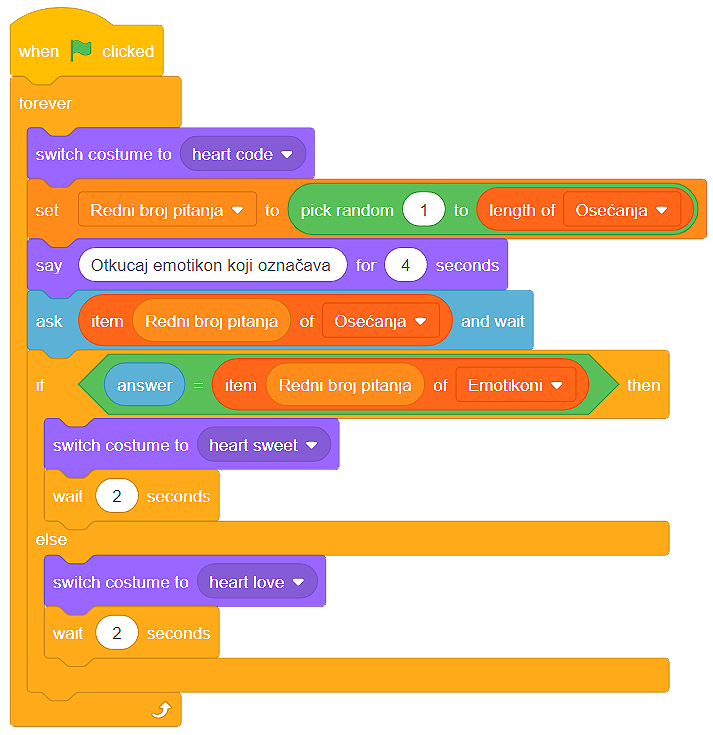 when clicked
forever
switch costume to heart code
set Redni broj pitanja to pick random 1 to length of Osećanja
say Otkucaj emotikon koji označava for 4 seconds
ask item Redni broj pitanja of Osećanja and wait
if answer = item Redni broj pitanja of Emotikoni then
switch costume to heart sweet
wait 2 seconds
else
switch costume to heart love
wait 2 seconds